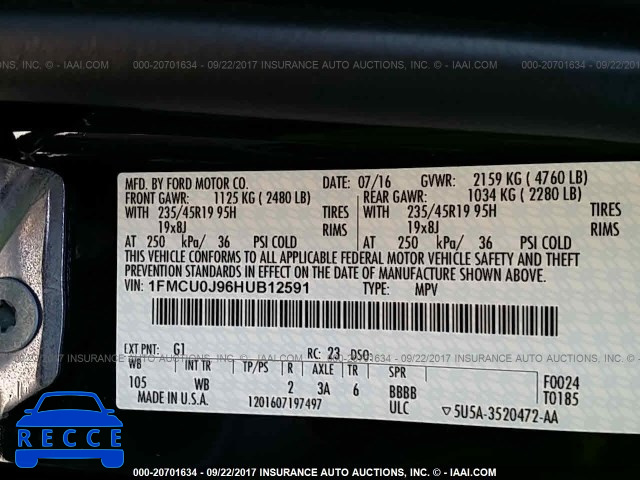 000-20701634 - 09/22/2017 INSURANCE AUTO AUCTIONS, INC. © - IAAI.COM
MFD. BY FORD MOTOR CO. DATE: 07/16 GVWR: 2159 KG ( 4760 LB)
FRONT GAWR: 1125 KG ( 2480 LB) REAR GAWR: 1034 KG ( 2280 LB)
WITH 235/45R19 95H TIRES 235/45R19 95H TIRES
19x8J RIMS 19x8J RIMS
AT 250 kPa/ 36 PSI COLD AT 250 kPa/ 36 PSI COLD
THIS VEHICLE CONFORMS TO ALL APPLICABLE FEDERAL MOTOR VEHICLE SAFETY AND THEFT
PREVENTION STANDARDS IN EFFECT ON THE DATE OF MANUFACTURE SHOWN ABOVE.
VIN: 1FMCU0J96HUB12591 TYPE: MPV
EXT PNT: G1 RC: 23 DSO:
WB INT TR TP/PS R AXLE TR SPR F0024
105 WB 2 3A 6 BBBB T0185
MADE IN U.S.A. 1201607197497 ULC ▽5U5A-3520472-AA
RECCE
000-20701634 - 09/22/2017 INSURANCE AUTO AUCTIONS, INC. © - IAAI.COM